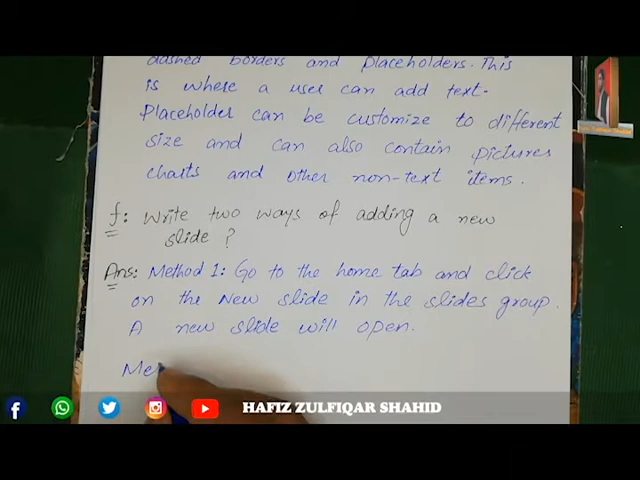 dashed borders and placeholders. This
is where a user can add text.
Placeholder can be customize to different
size and can also contain pictures
charts and other non-text items.
f: Write two ways of adding a new
slide ?
Ans: Method 1: Go to the home tab and click
on the New slide in the slides group.
A new slide will open.
Me
HAFIZ ZULFIQAR SHAHID